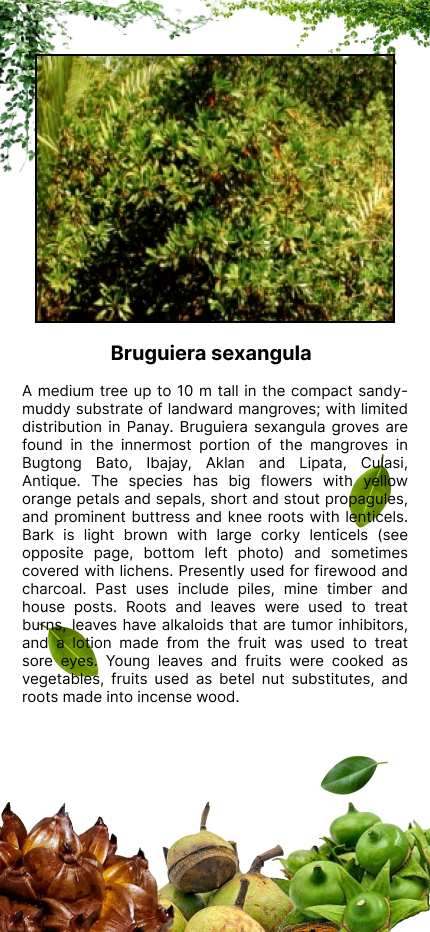 Bruguiera sexangula
A medium tree up to 10 m tall in the compact sandy-
muddy substrate of landward mangroves; with limited
distribution in Panay. Bruguiera sexangula groves are
found in the innermost portion of the mangroves in
Bugtong Bato, Ibajay, Aklan and Lipata, Culasi,
Antique. The species has big flowers with yellow
orange petals and sepals, short and stout propagules,
and prominent buttress and knee roots with lenticels.
Bark is light brown with large corky lenticels (see
opposite page, bottom left photo) and sometimes
covered with lichens. Presently used for firewood and
charcoal. Past uses include piles, mine timber and
house posts. Roots and leaves were used to treat
burns, leaves have alkaloids that are tumor inhibitors,
and a lotion made from the fruit was used to treat
sore eyes. Young leaves and fruits were cooked as
vegetables, fruits used as betel nut substitutes, and
roots made into incense wood.